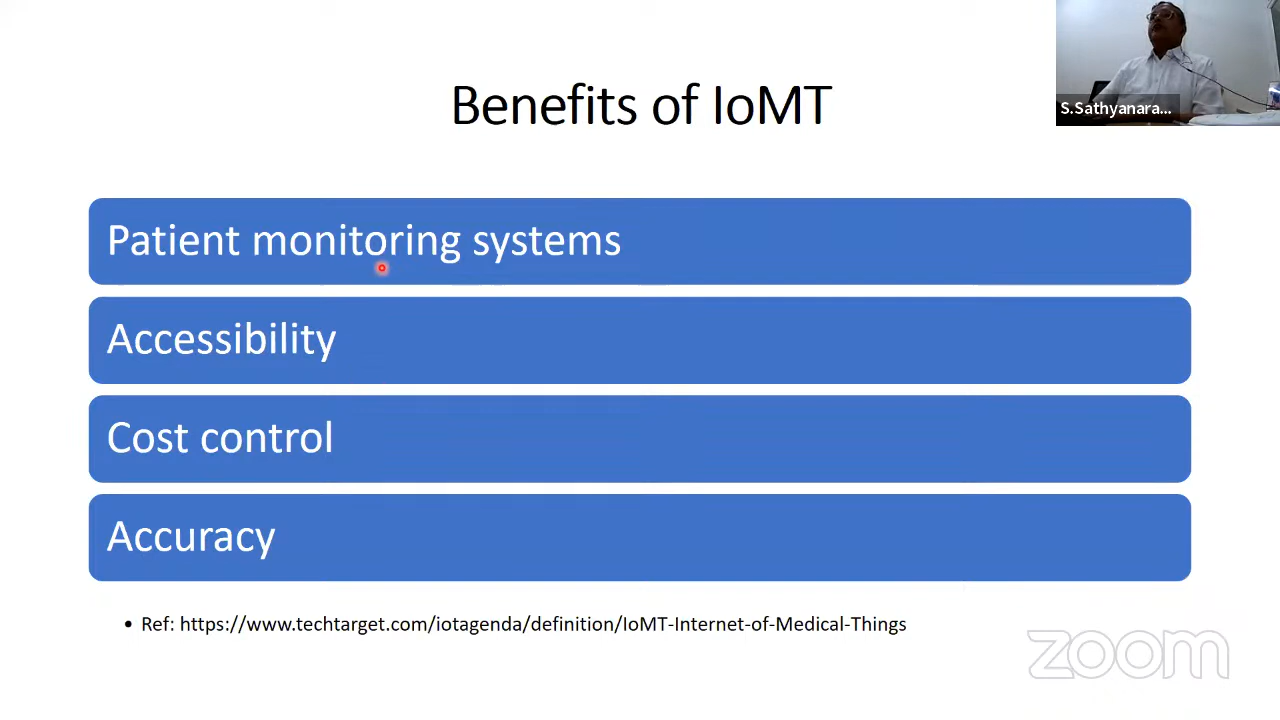 Benefits of IoMT
S.Sathyanara...
Patient monitoring systems
Accessibility
Cost control
Accuracy
• Ref: https://www.techtarget.com/iotagenda/definition/IoMT-Internet-of-Medical-Things
zoom